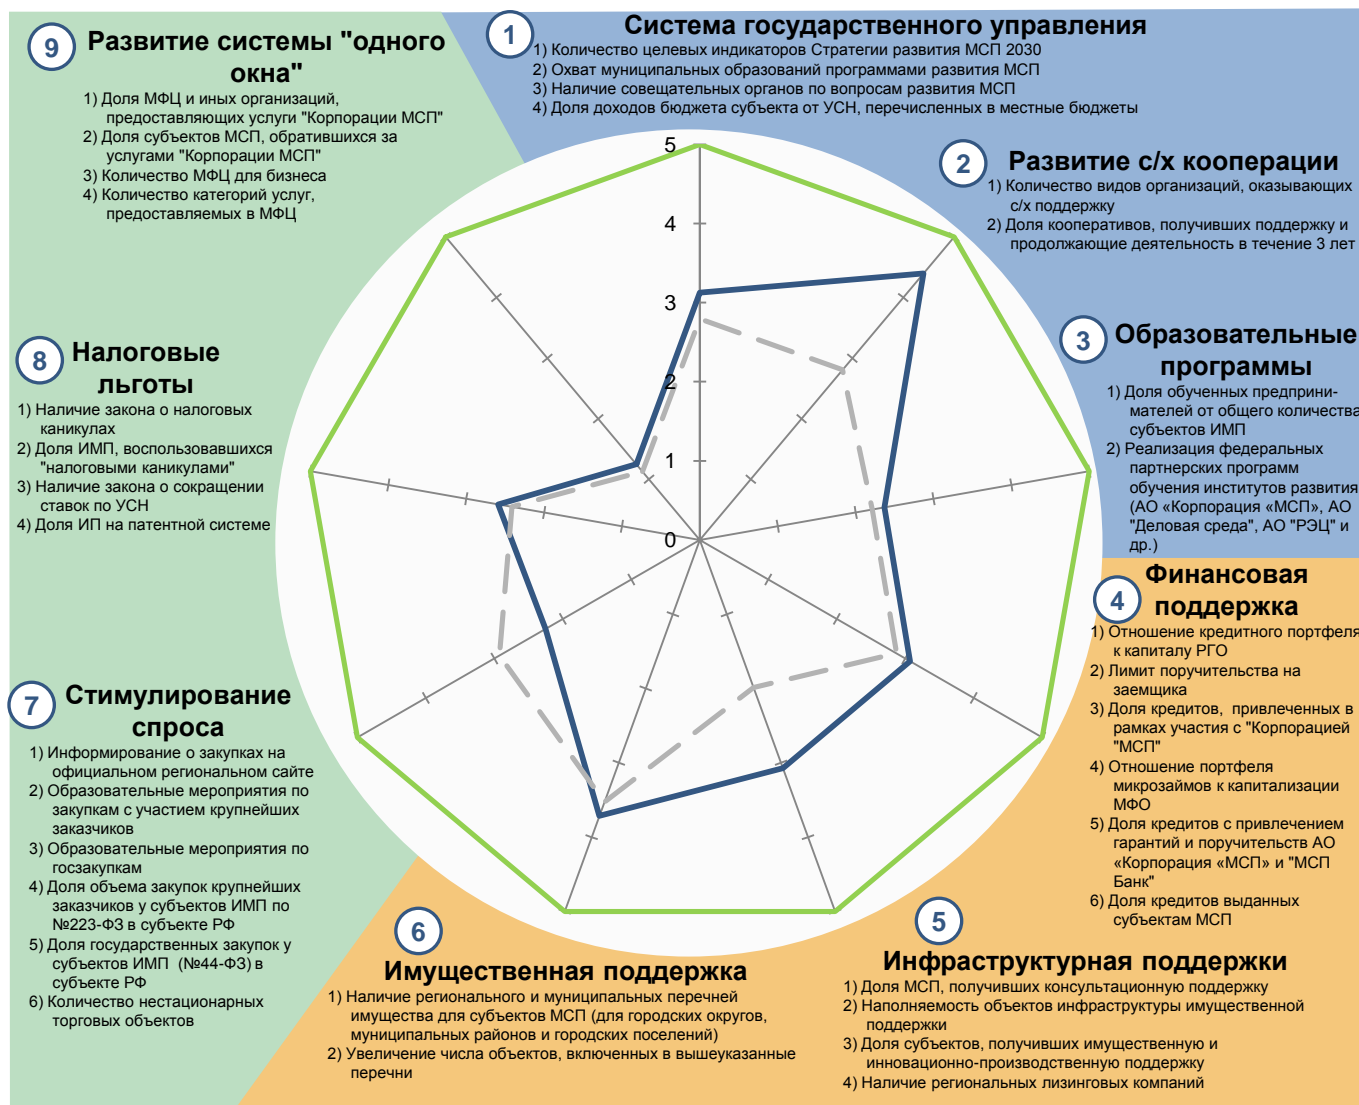 1
Система государственного управления
1) Количество целевых индикаторов Стратегии развития МСП 2030
2) Охват муниципальных образований программами развития МСП
3) Наличие совещательных органов по вопросам развития МСП
4) Доля доходов бюджета субъекта от УСН, перечисленных в местные бюджеты
2
Развитие с/х кооперации
1) Количество видов организаций, оказывающих
с/х поддержку
2) Доля кооперативов, получивших поддержку и
продолжающие деятельность в течение 3 лет
3
Образовательные
программы
1) Доля обученных предприни-
мателей от общего количества
субъектов ИМП
2) Реализация федеральных
партнерских программ
обучения институтов развития
(АО «Корпорация «МСП», АО
"Деловая среда", АО "РЭЦ" и
др.)
4
Финансовая
поддержка
1) Отношение кредитного портфеля
к капиталу РГО
2) Лимит поручительства на
заемщика
3) Доля кредитов, привлеченных в
рамках участия с "Корпорацией
"МСП"
4) Отношение портфеля
микрозаймов к капитализации
МФО
5) Доля кредитов с привлечением
гарантий и поручительств АО
«Корпорация «МСП» и "МСП
Банк"
6) Доля кредитов выданных
субъектам МСП
5
Инфраструктурная поддержки
1) Доля МСП, получивших консультационную поддержку
2) Наполняемость объектов инфраструктуры имущественной
поддержки
3) Доля субъектов, получивших имущественную и
инновационно-производственную поддержку
4) Наличие региональных лизинговых компаний
6
Имущественная поддержка
1) Наличие регионального и муниципальных перечней
имущества для субъектов МСП (для городских округов,
муниципальных районов и городских поселений)
2) Увеличение числа объектов, включенных в вышеуказанные
перечни
7
Стимулирование
спроса
1) Информирование о закупках на
официальном региональном сайте
2) Образовательные мероприятия по
закупкам с участием крупнейших
заказчиков
3) Образовательные мероприятия по
госзакупкам
4) Доля объема закупок крупнейших
заказчиков у субъектов ИМП по
№223-ФЗ в субъекте РФ
5) Доля государственных закупок у
субъектов ИМП (№44-ФЗ) в
субъекте РФ
6) Количество нестационарных
торговых объектов
8
Налоговые
льготы
1) Наличие закона о налоговых
каникулах
2) Доля ИМП, воспользовавшихся
"налоговыми каникулами"
3) Наличие закона о сокращении
ставок по УСН
4) Доля ИП на патентной системе
9
Развитие системы "одного
окна"
1) Доля МФЦ и иных организаций,
предоставляющих услуги "Корпорации МСП"
2) Доля субъектов МСП, обратившихся за
услугами "Корпорации МСП"
3) Количество МФЦ для бизнеса
4) Количество категорий услуг,
предоставляемых в МФЦ
5
4
3
2
1
0